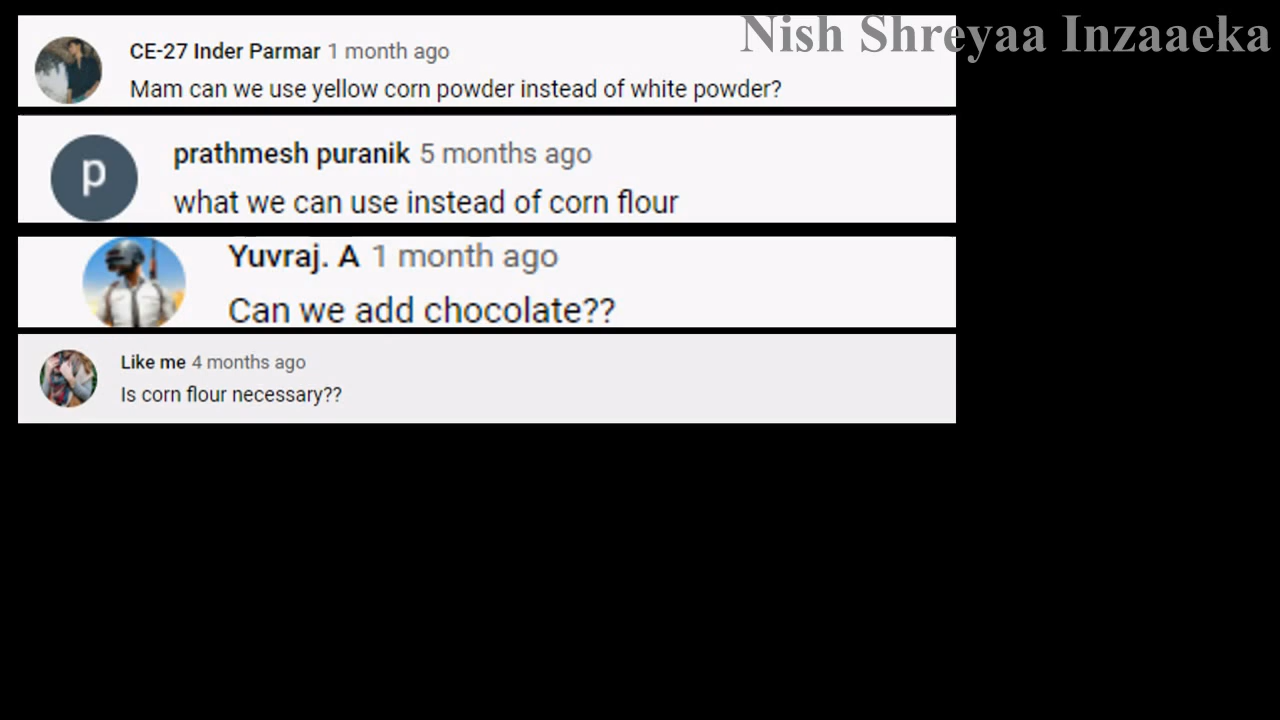 Nish Shreyaa Inzaaeka
CE-27 Inder Parmar 1 month ago
Mam can we use yellow corn powder instead of white powder?
p
prathmesh puranik 5 months ago
what we can use instead of corn flour
Yuvraj. A 1 month ago
Can we add chocolate??
Like me 4 months ago
Is corn flour necessary??